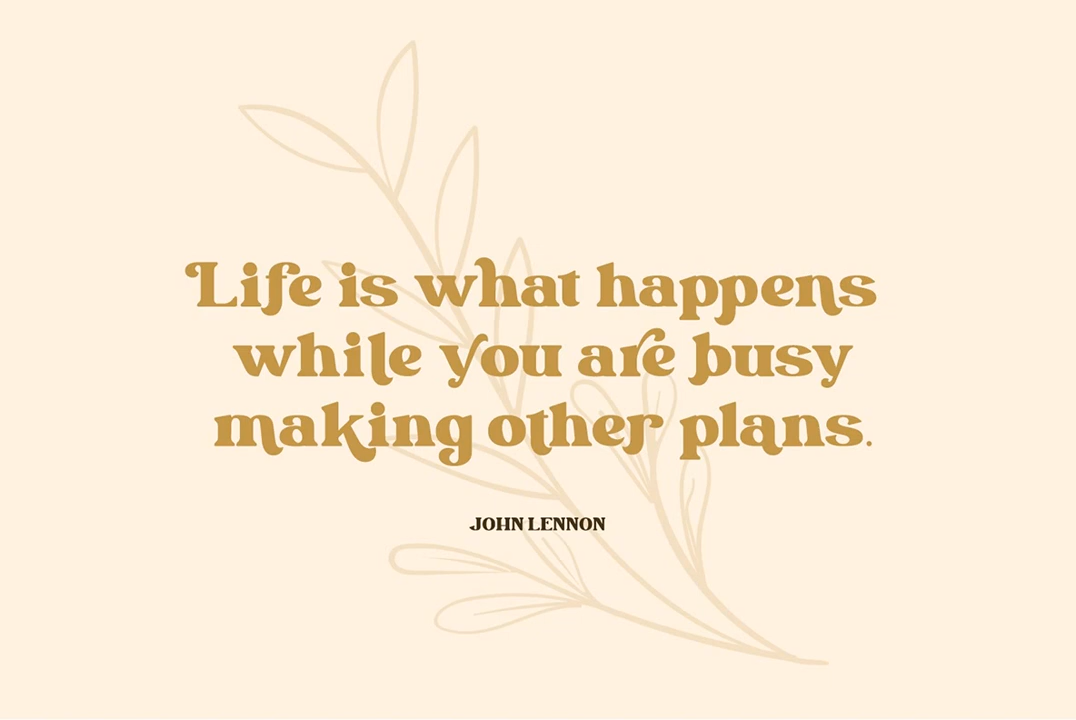 Life is what happens
while you are busy
making other plans.
JOHN LENNON